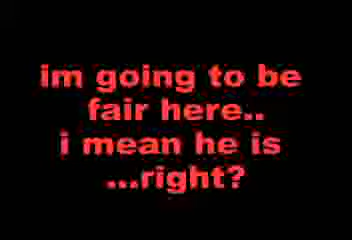 im going to be
fair here..
i mean he is
...right?